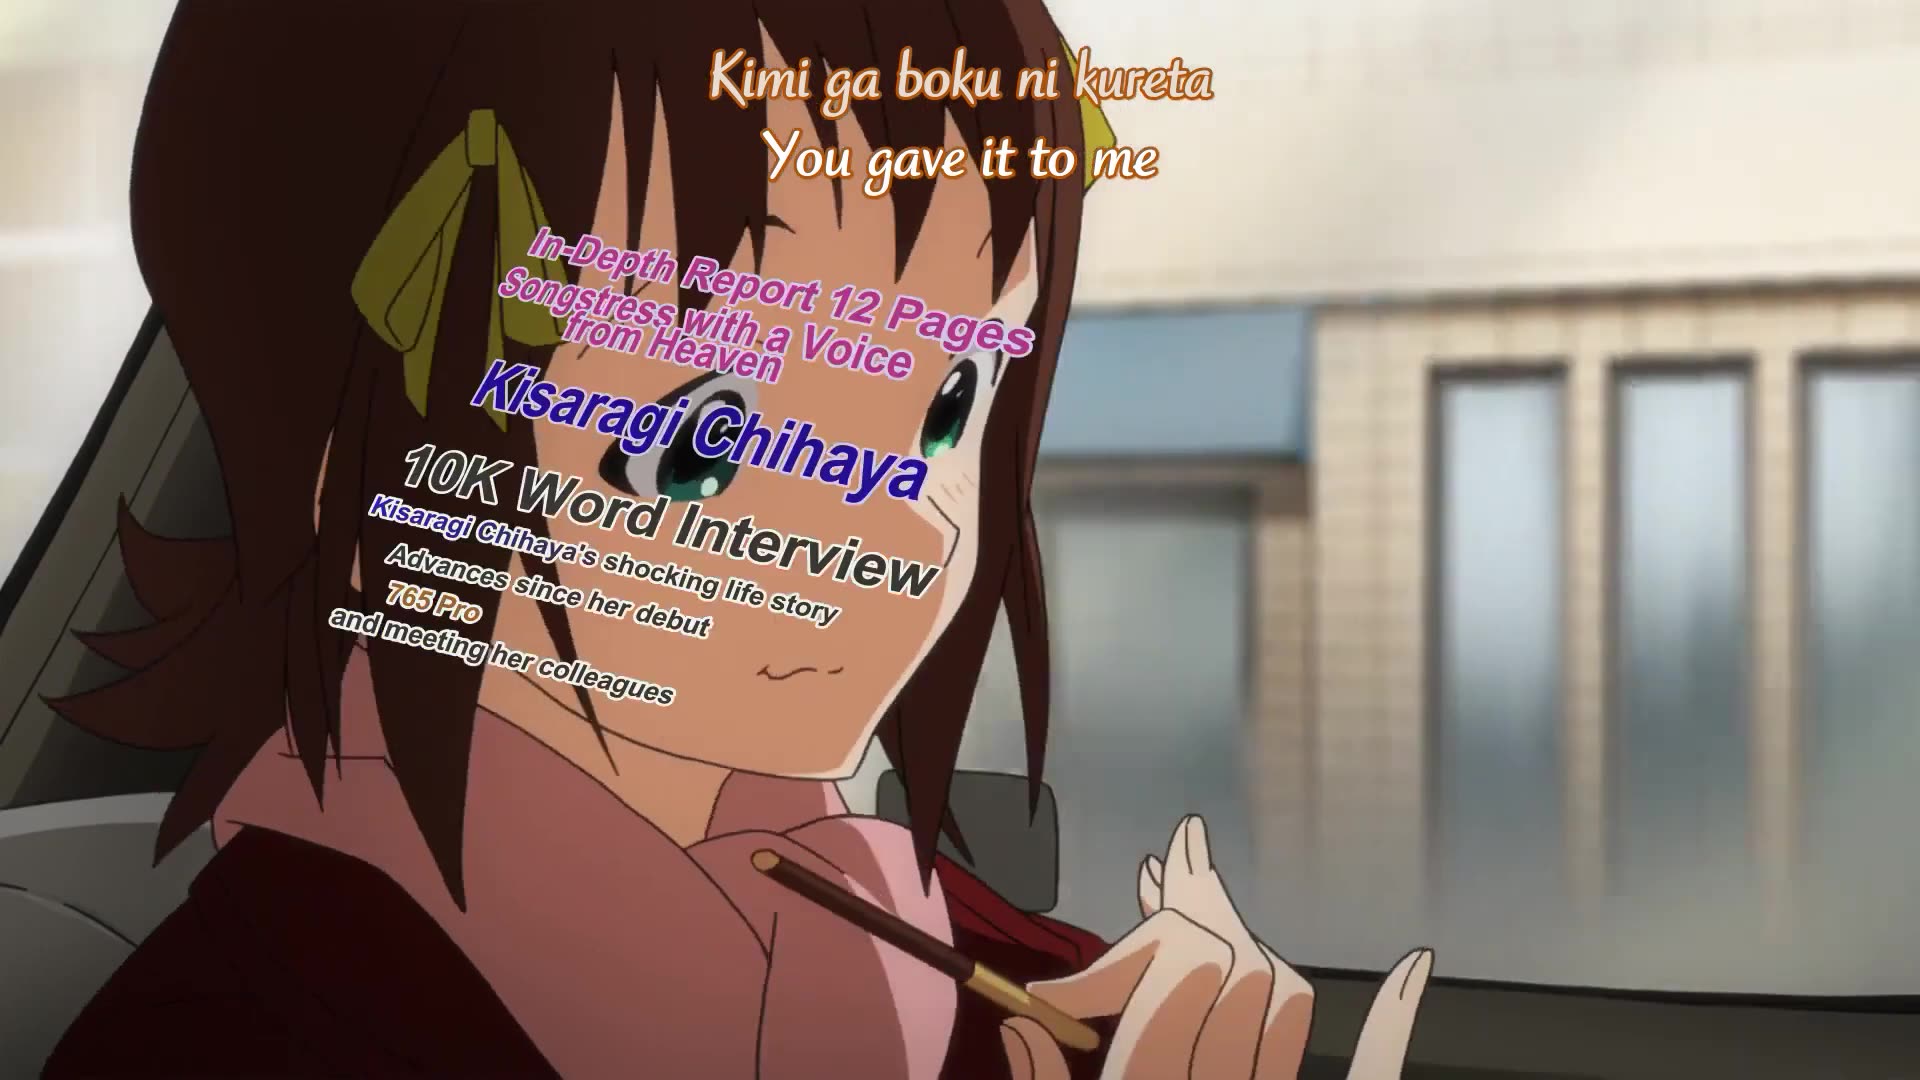 Kimi ga boku ni kureta
You gave it to me
In-Depth Report 12 Pages
Songstress with a Voice
from Heaven
Kisaragi Chihaya
10K Word Interview
Kisaragi Chihaya's shocking life story
Advances since her debut
765 Pro
and meeting her colleagues